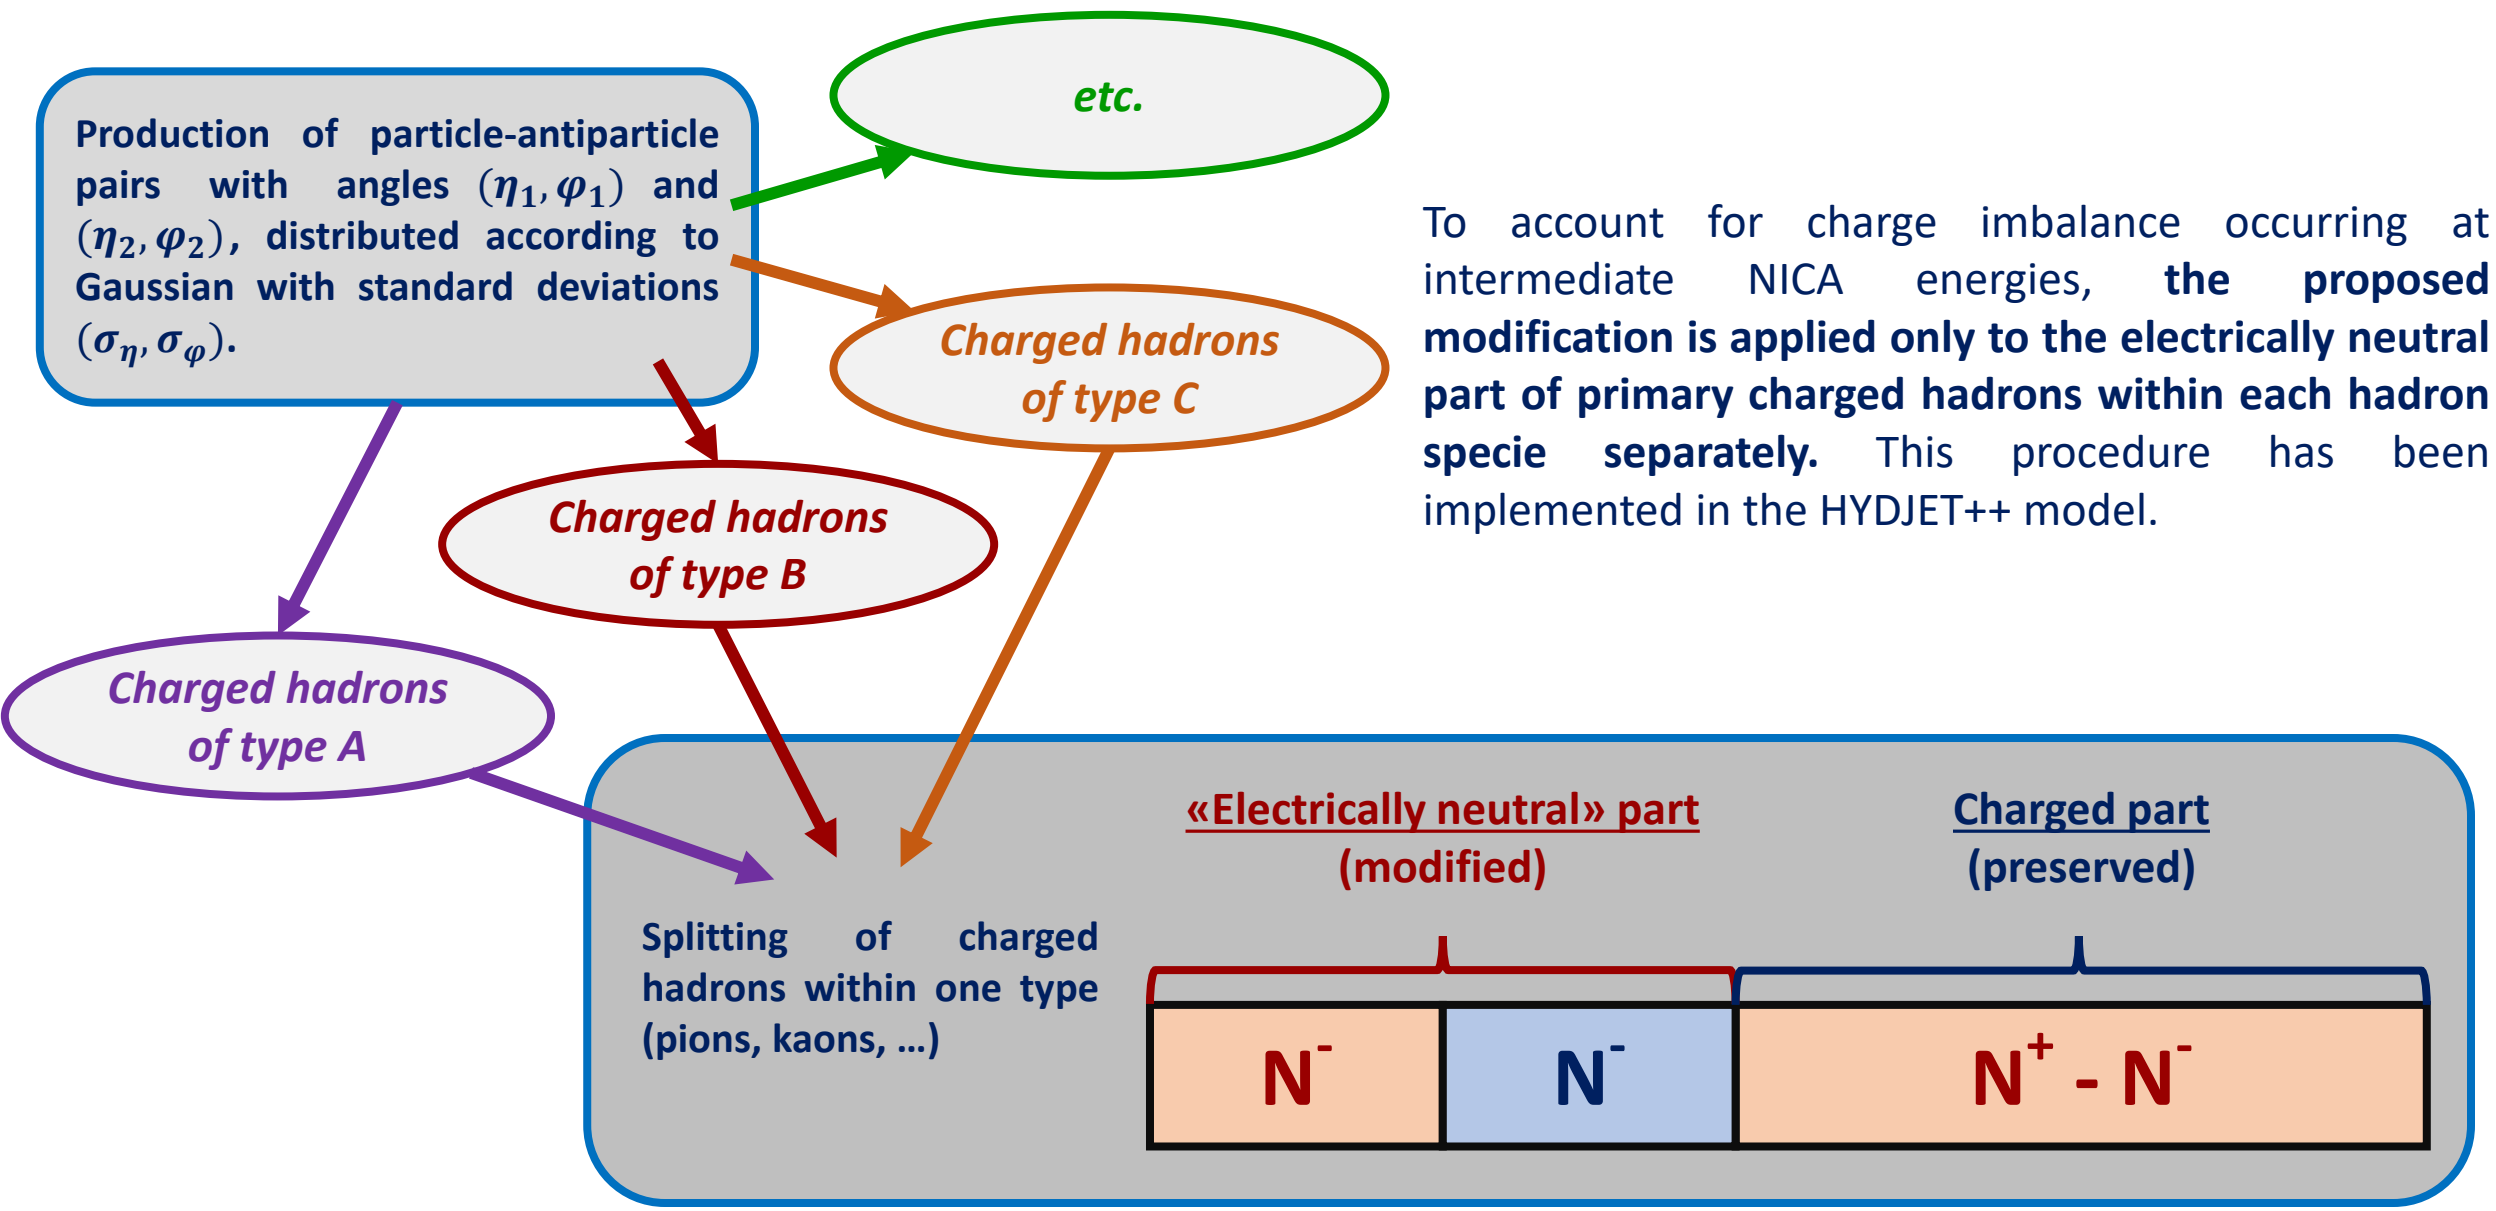 Production of particle-antiparticle
pairs with angles (η₁, φ₁) and
(η₂, φ₂), distributed according to
Gaussian with standard deviations
(σ_η, σ_φ).
etc.
Charged hadrons
of type C
Charged hadrons
of type B
Charged hadrons
of type A
To account for charge imbalance occurring at
intermediate NICA energies, the proposed
modification is applied only to the electrically neutral
part of primary charged hadrons within each hadron
specie separately. This procedure has been
implemented in the HYDJET++ model.
Splitting of charged
hadrons within one type
(pions, kaons, …)
«Electrically neutral» part
(modified)
Charged part
(preserved)
N⁻
N⁻
N⁺ - N⁻